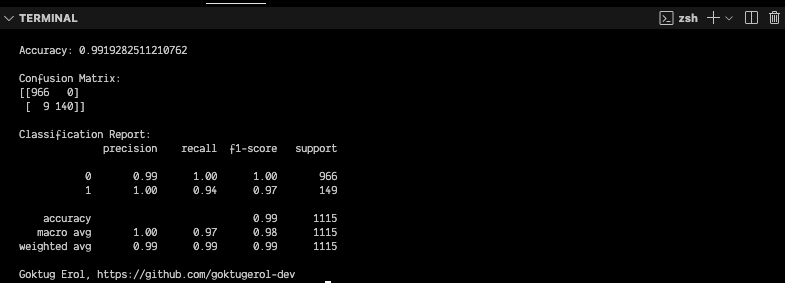 TERMINAL
zsh
Accuracy: 0.9919282511210762
Confusion Matrix:
[[966   0]
 [  9 140]]
Classification Report:
              precision    recall  f1-score   support
           0       0.99      1.00      1.00       966
           1       1.00      0.94      0.97       149
    accuracy                           0.99      1115
   macro avg       1.00      0.97      0.98      1115
weighted avg       0.99      0.99      0.99      1115
Goktug Erol, https://github.com/goktugerol-dev